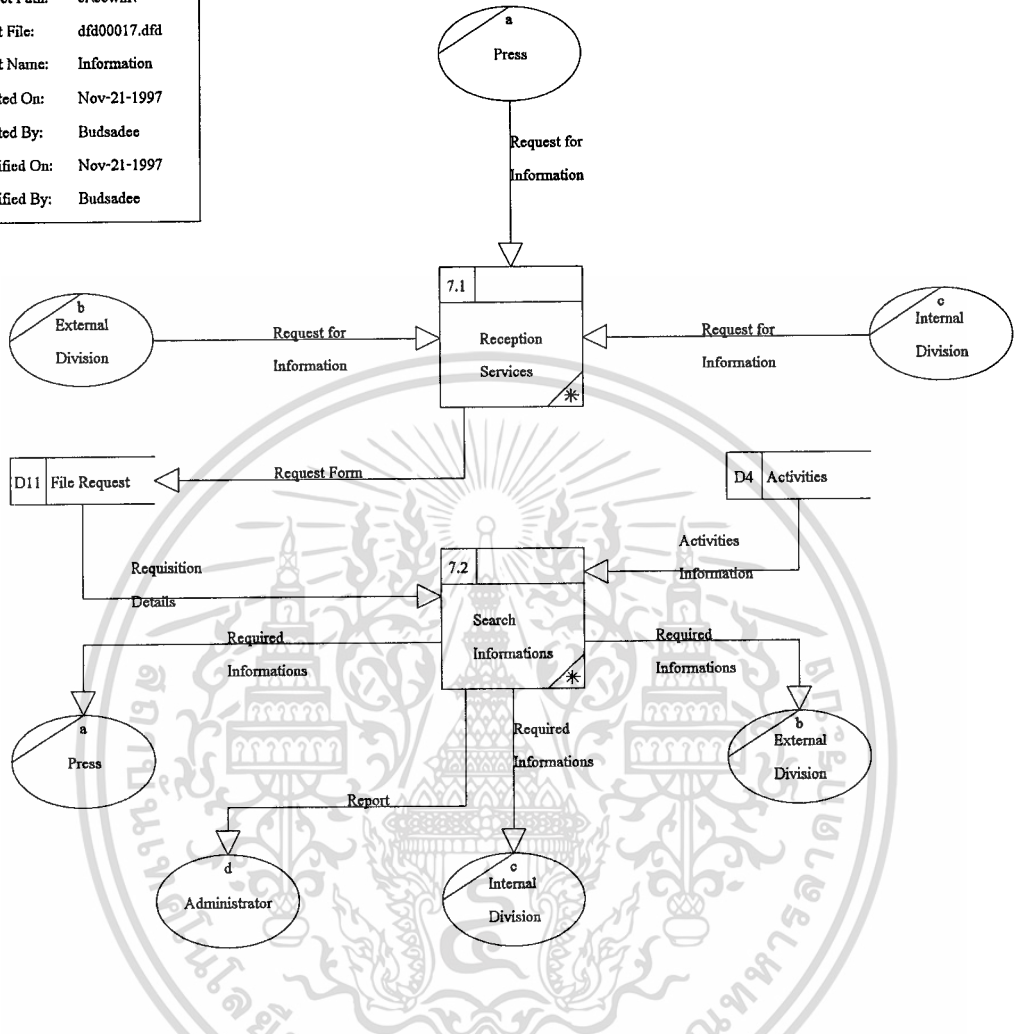 t File: dfd00017.dfd
t Name: Information
ted On: Nov-21-1997
ted By: Budsadee
ified On: Nov-21-1997
ified By: Budsadee
a
Press
Request for
Information
7.1
Reception
Services
*
b
External
Division
Request for
Information
c
Internal
Division
Request for
Information
Request Form
D11 File Request
D4 Activities
Requisition
Details
Activities
Information
7.2
Search
Informations
*
Required
Informations
Required
Informations
a
Press
Required
Informations
b
External
Division
Report
d
Administrator
c
Internal
Division